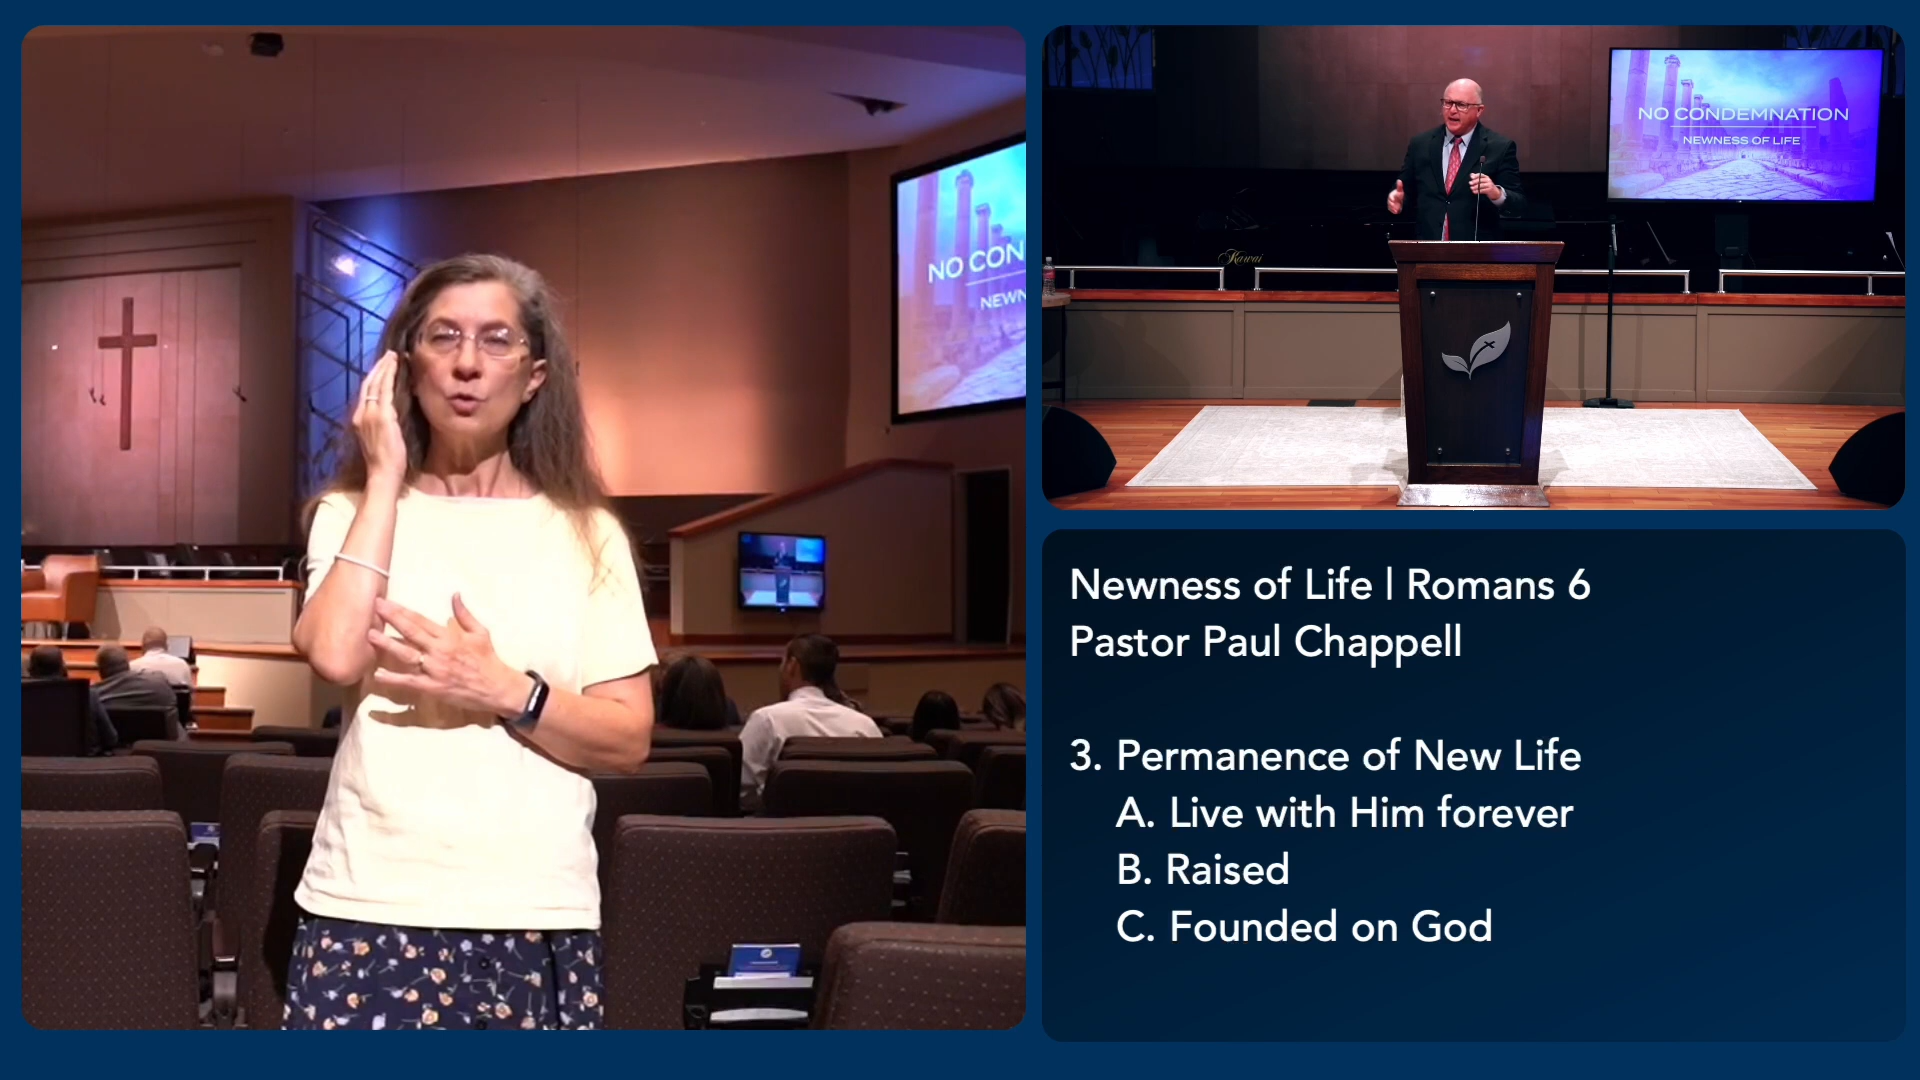 NO CON
NEWN
Kawai
NO CONDEMNATION
NEWNESS OF LIFE
Newness of Life | Romans 6
Pastor Paul Chappell
3. Permanence of New Life
A. Live with Him forever
B. Raised
C. Founded on God